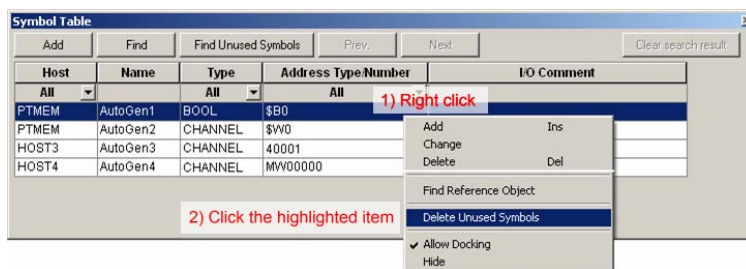 Symbol Table
Add Find Find Unused Symbols Prev. Next Clear search result
Host Name Type Address Type/Number I/O Comment
All All All
1) Right click
PTMEM AutoGen1 BOOL $B0
PTMEM AutoGen2 CHANNEL $W0
HOST3 AutoGen3 CHANNEL 40001
HOST4 AutoGen4 CHANNEL MW00000
Add Ins
Change
Delete Del
Find Reference Object
2) Click the highlighted item
Delete Unused Symbols
Allow Docking
Hide